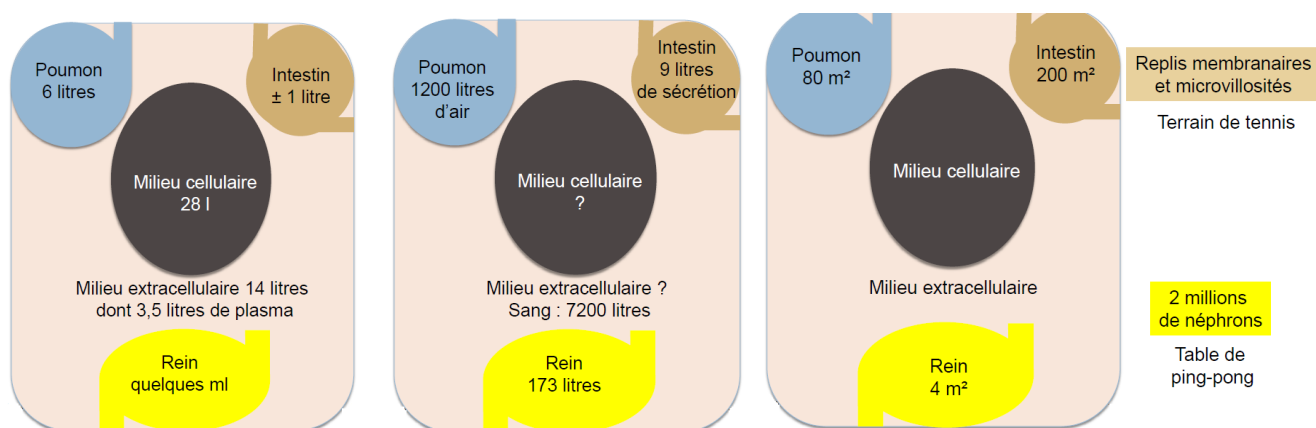 Poumon
6 litres
Intestin
± 1 litre
Milieu cellulaire
28 l
Milieu extracellulaire 14 litres
dont 3,5 litres de plasma
Rein
quelques ml
Poumon
1200 litres
d'air
Intestin
9 litres
de sécrétion
Milieu cellulaire
?
Milieu extracellulaire ?
Sang : 7200 litres
Rein
173 litres
Poumon
80 m²
Intestin
200 m²
Milieu cellulaire
Milieu extracellulaire
Rein
4 m²
Replis membranaires
et microvillosités
Terrain de tennis
2 millions
de néphrons
Table de
ping-pong